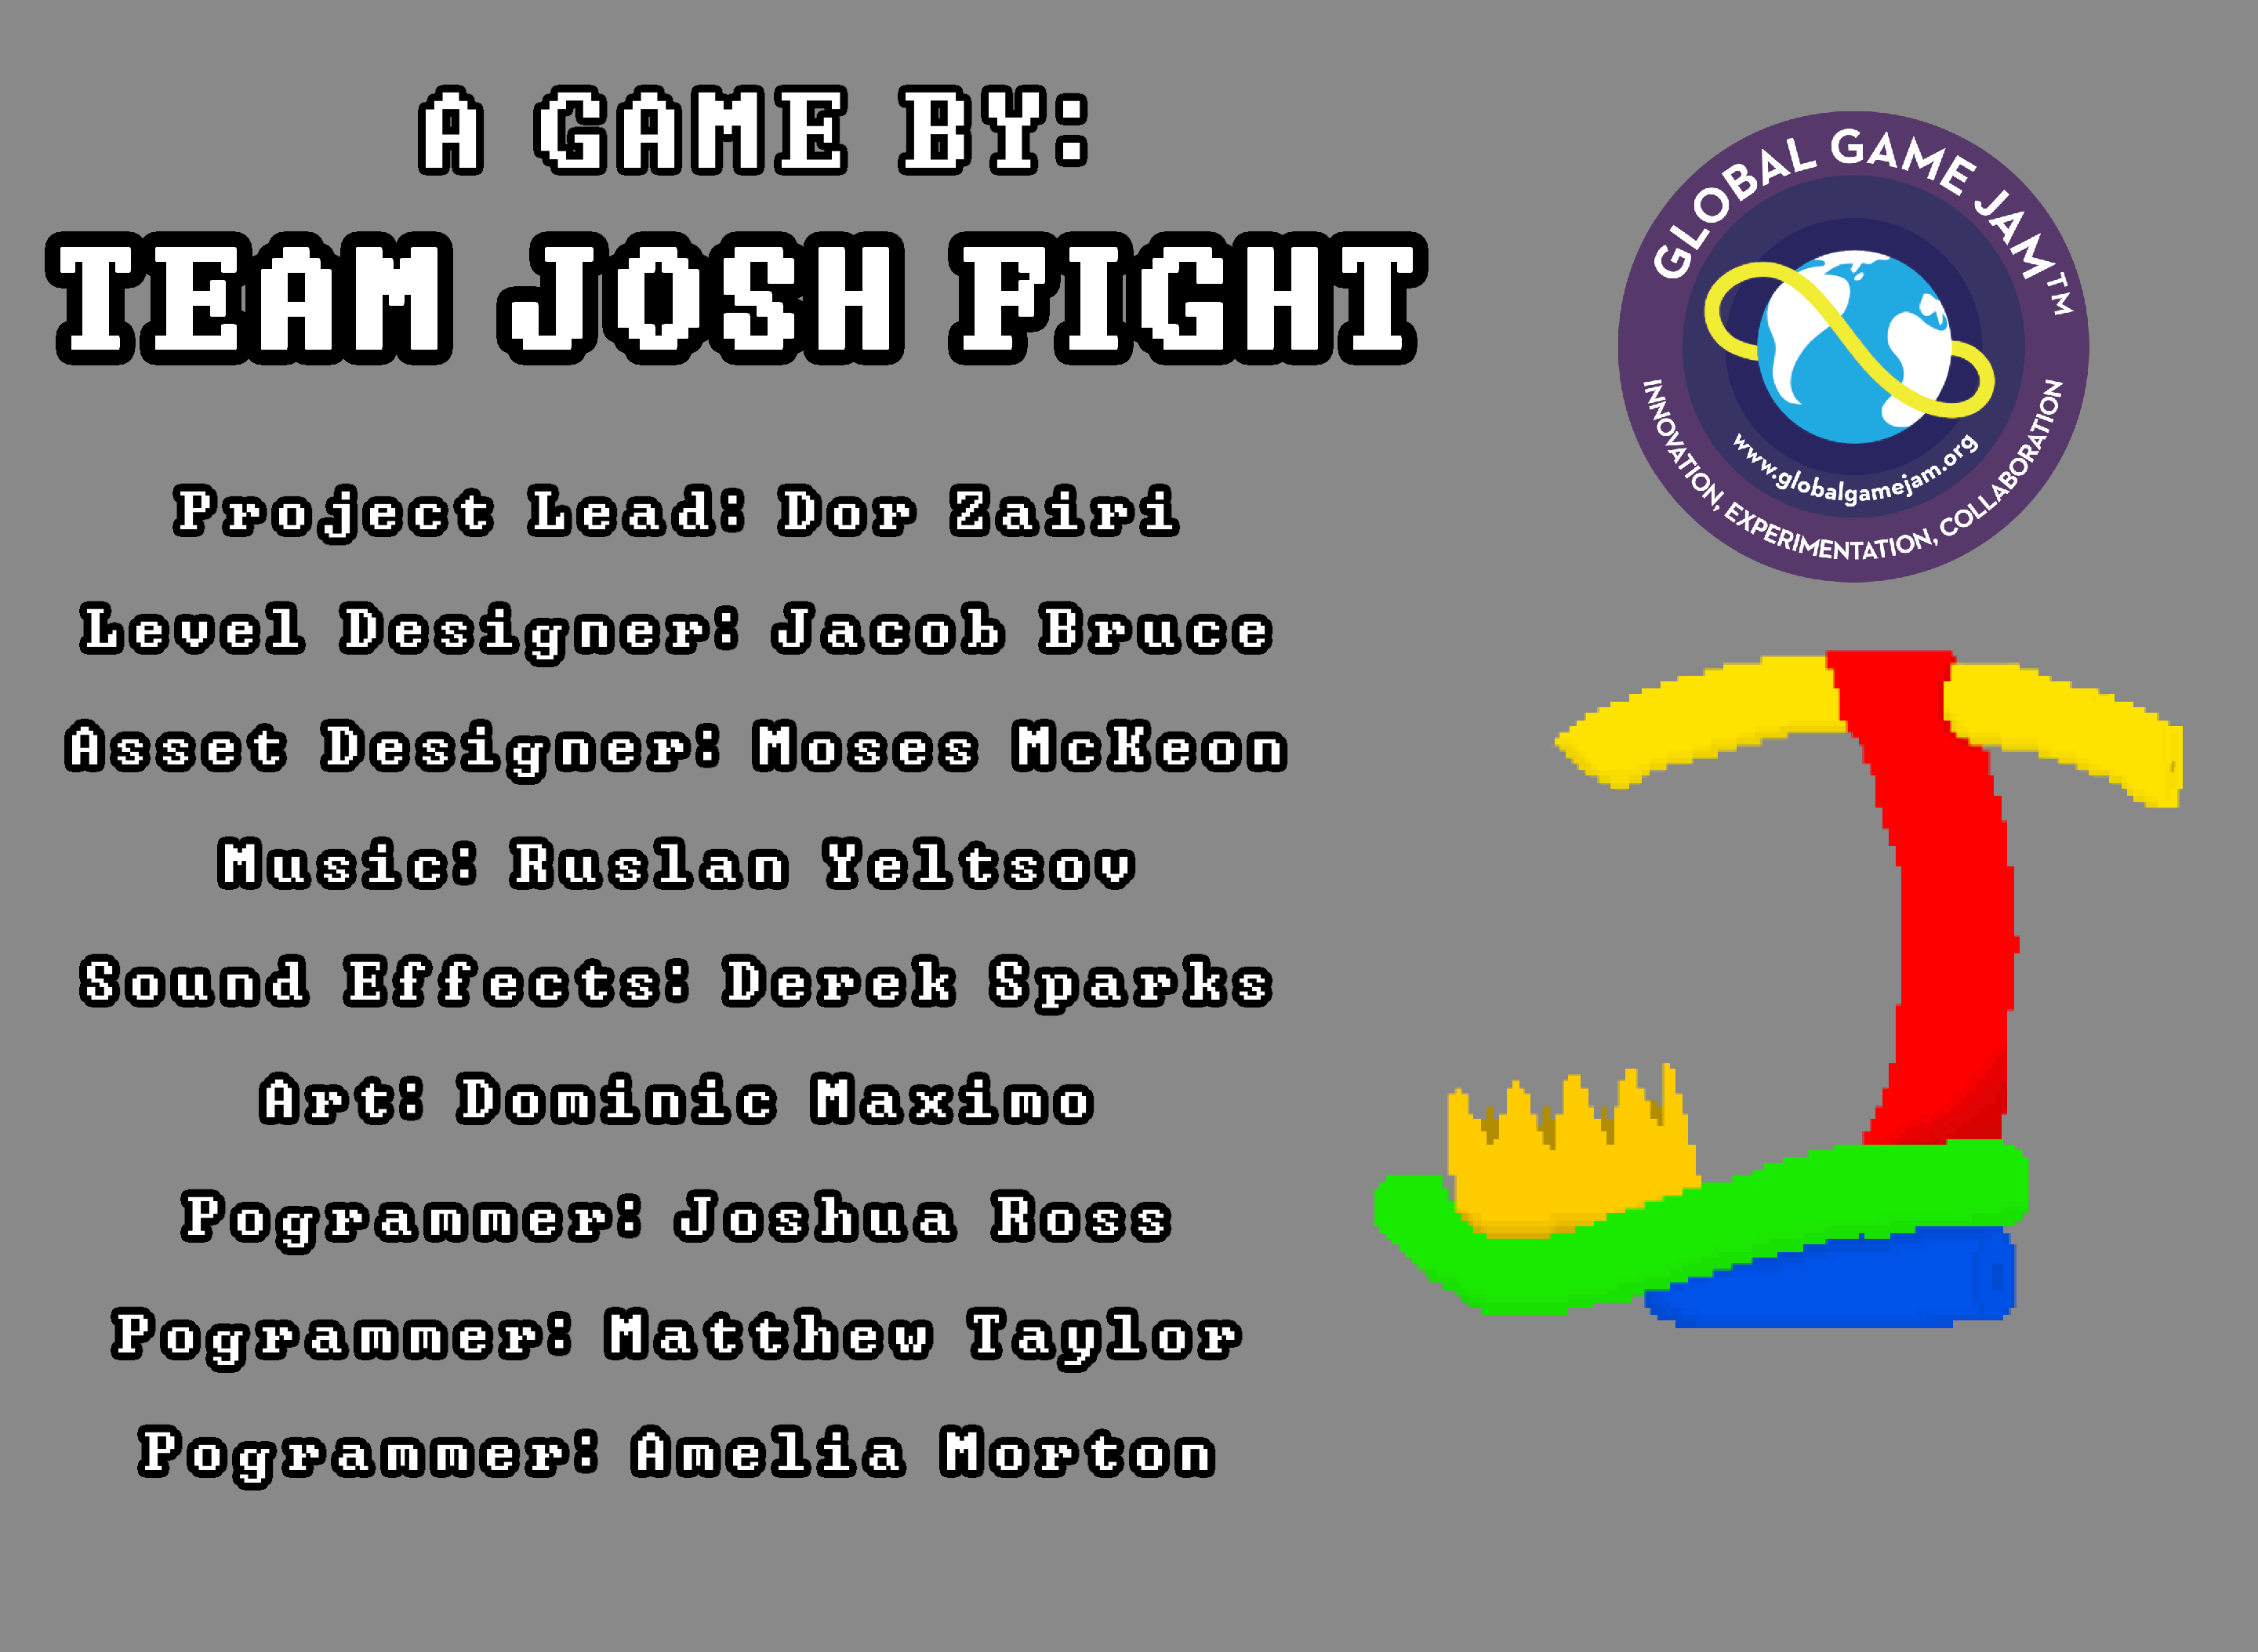 A GAME BY:
TEAM JOSH FIGHT
Project Lead: Dor Zairi
Level Designer: Jacob Bruce
Asset Designer: Moses McKeon
Music: Ruslan Yeltsov
Sound Effects: Derek Sparks
Art: Dominic Maximo
Pogrammer: Joshua Ross
Pogrammer: Matthew Taylor
Pogrammer: Amelia Morton
GLOBAL GAME JAM TM
www.globalgamejam.org
INNOVATION, EXPERIMENTATION, COLLABORATION